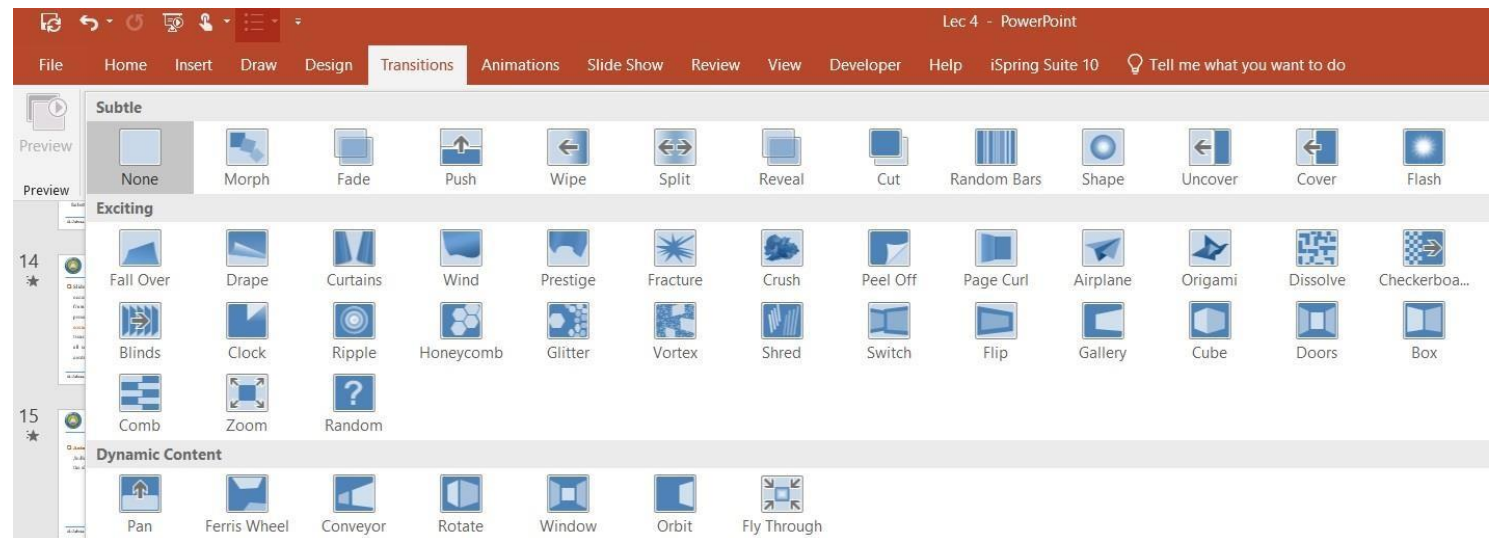 Lec 4 - PowerPoint
File Home Insert Draw Design Transitions Animations Slide Show Review View Developer Help iSpring Suite 10 Tell me what you want to do
Preview
Preview
Subtle
None Morph Fade Push Wipe Split Reveal Cut Random Bars Shape Uncover Cover Flash
Exciting
Fall Over Drape Curtains Wind Prestige Fracture Crush Peel Off Page Curl Airplane Origami Dissolve Checkerboa...
Blinds Clock Ripple Honeycomb Glitter Vortex Shred Switch Flip Gallery Cube Doors Box
Comb Zoom ? Random
Dynamic Content
Pan Ferris Wheel Conveyor Rotate Window Orbit Fly Through
14
15